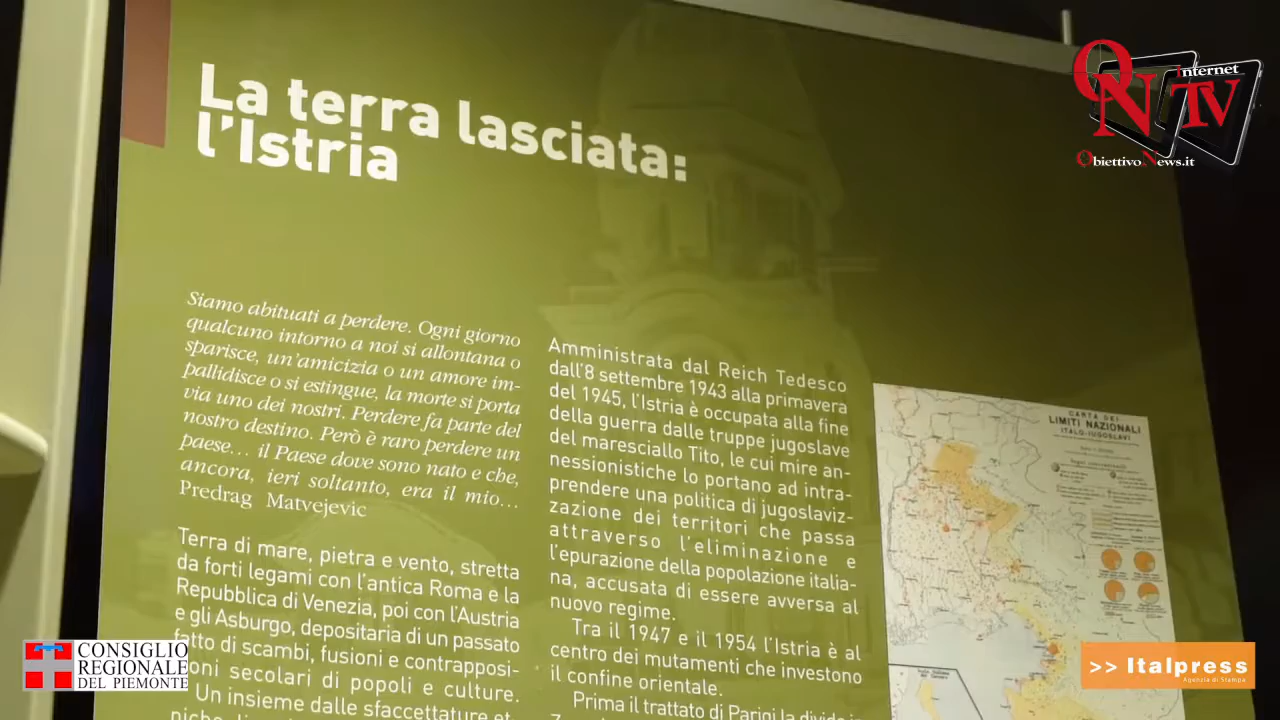 La terra lasciata:
l'Istria
Siamo abituati a perdere. Ogni giorno
qualcuno intorno a noi si allontana o
sparisce, un'amicizia o un amore im-
pallidisce o si estingue, la morte si porta
via uno dei nostri. Perdere fa parte del
nostro destino. Però è raro perdere un
paese... il Paese dove sono nato e che,
ancora, ieri soltanto, era il mio...
Predrag Matvejevic
Terra di mare, pietra e vento, stretta
da forti legami con l'antica Roma e la
Repubblica di Venezia, poi con l'Austria
e gli Asburgo, depositaria di un passato
fatto di scambi, fusioni e contrapposi-
oni secolari di popoli e culture.
Un insieme dalle sfaccettature et-
Amministrata dal Reich Tedesco
dall'8 settembre 1943 alla primavera
del 1945, l'Istria è occupata alla fine
della guerra dalle truppe jugoslave
del maresciallo Tito, le cui mire an-
nessionistiche lo portano ad intra-
prendere una politica di jugoslaviz-
zazione dei territori che passa
attraverso l'eliminazione e
l'epurazione della popolazione italia-
na, accusata di essere avversa al
nuovo regime.
Tra il 1947 e il 1954 l'Istria è al
centro dei mutamenti che investono
il confine orientale.
Prima il trattato di Parigi la divide in
CARTA DEI
LIMITI NAZIONALI
ITALO-JUGOSLAVI
ON
Internet
TV
ObiettivoNews.it
CONSIGLIO
REGIONALE
DEL PIEMONTE
>> Italpress
Agenzia di Stampa